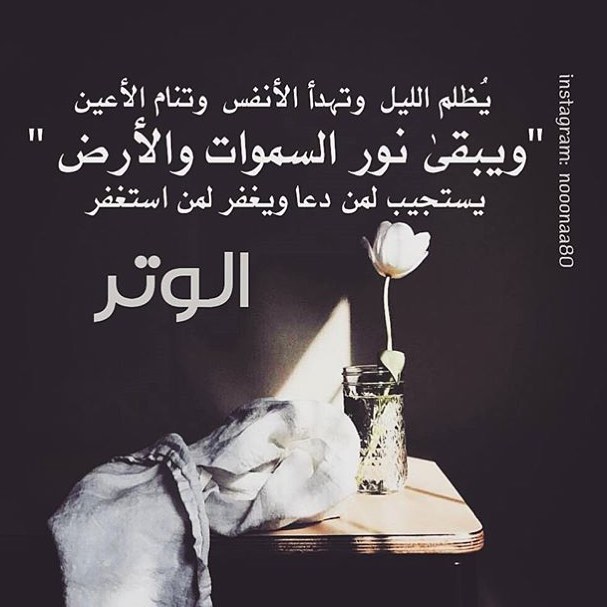 يُظلم الليل وتهدأ الأنفس وتنام الأعين
"ويبقىٰ نور السموات والأرض "
يستجيب لمن دعا ويغفر لمن استغفر
الوتر
instagram: nooonaa80